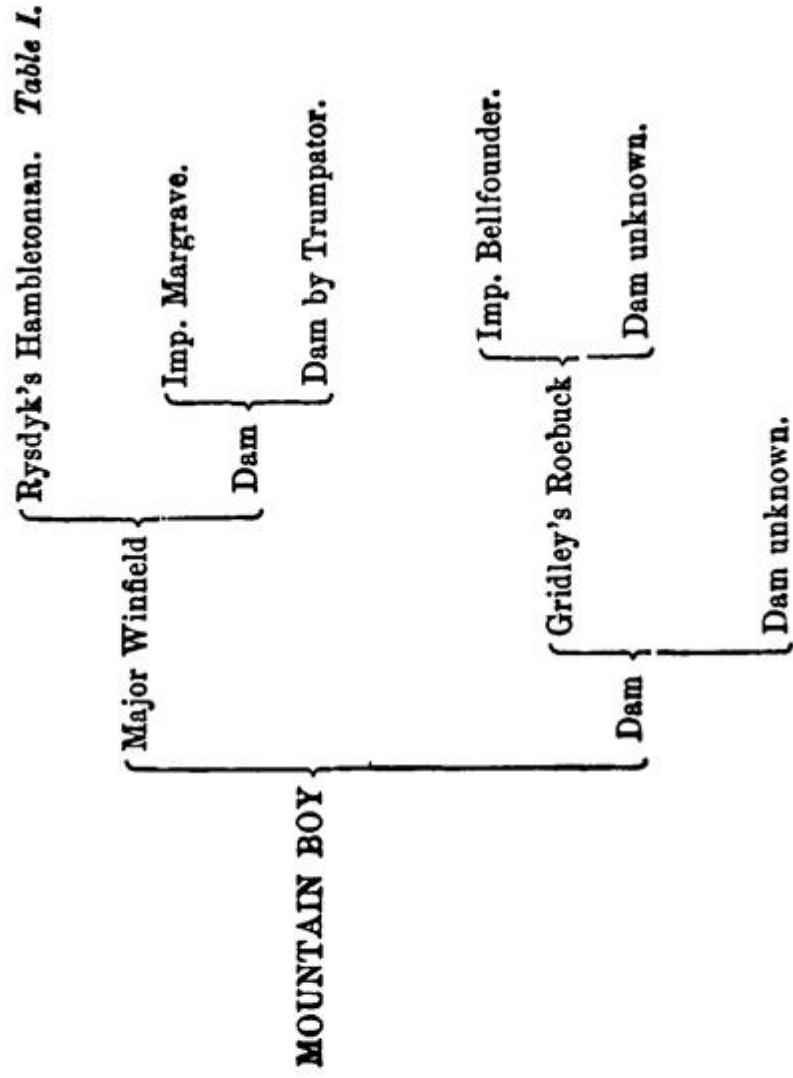 Rysdyk's Hambletonian. Table I.
Major Winfield
Imp. Margrave.
Dam
Dam by Trumpator.
MOUNTAIN BOY
Imp. Bellfounder.
Gridley's Roebuck
Dam unknown.
Dam
Dam unknown.